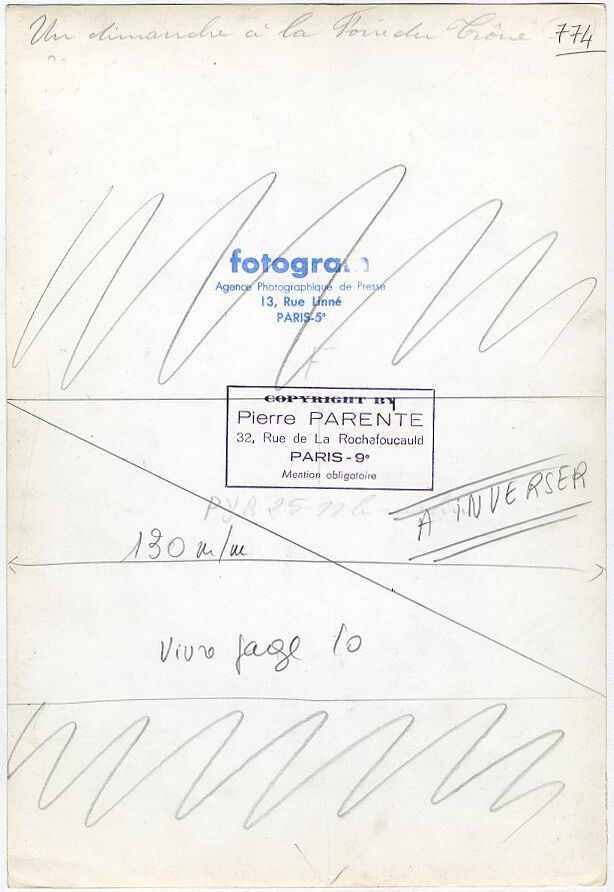 Un dimanche à la Foire du Trône 774
fotogram
Agence Photographique de Presse
13, Rue Linné
PARIS-5e
F
COPYRIGHT BY
Pierre PARENTE
32, Rue de La Rochefoucauld
PARIS - 9e
Mention obligatoire
A INVERSER
130 m/m
page 10